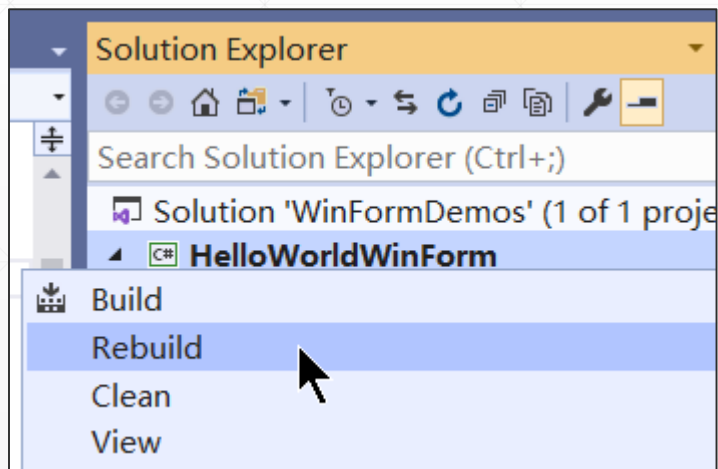 Solution Explorer
Search Solution Explorer (Ctrl+;)
Solution 'WinFormDemos' (1 of 1 proje
C# HelloWorldWinForm
Build
Rebuild
Clean
View